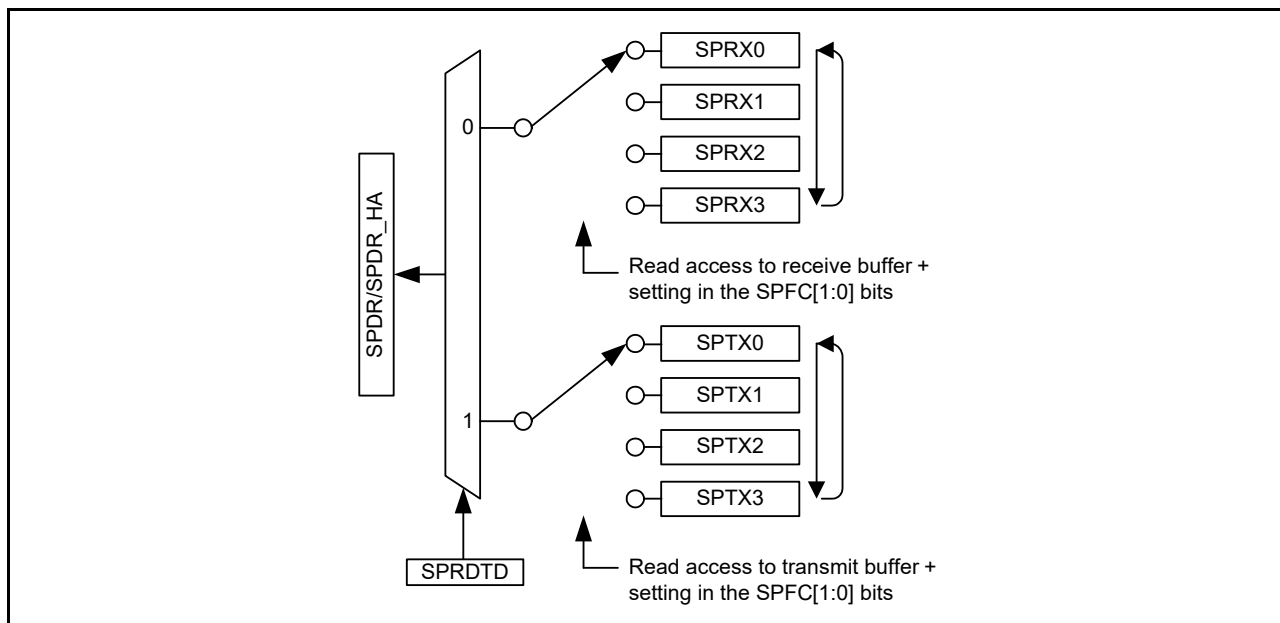 SPRX0
SPRX1
0
SPRX2
SPRX3
SPDR/SPDR_HA
Read access to receive buffer +
setting in the SPFC[1:0] bits
SPTX0
SPTX1
1
SPTX2
SPTX3
SPRDTD
Read access to transmit buffer +
setting in the SPFC[1:0] bits